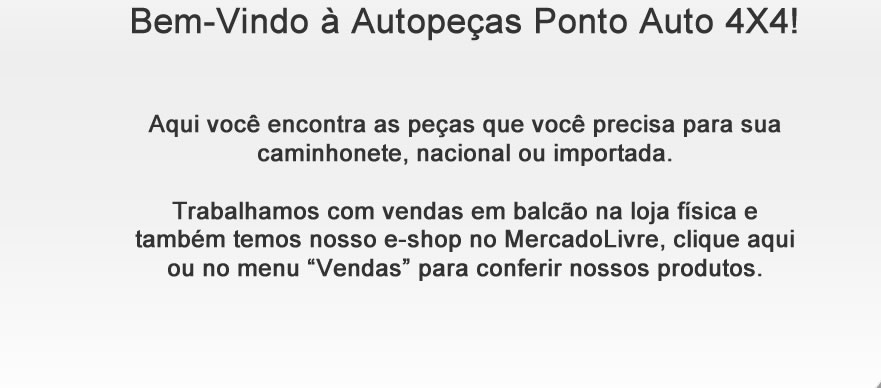 Bem-Vindo à Autopeças Ponto Auto 4X4!
Aqui você encontra as peças que você precisa para sua
caminhonete, nacional ou importada.
Trabalhamos com vendas em balcão na loja física e
também temos nosso e-shop no MercadoLivre, clique aqui
ou no menu “Vendas” para conferir nossos produtos.